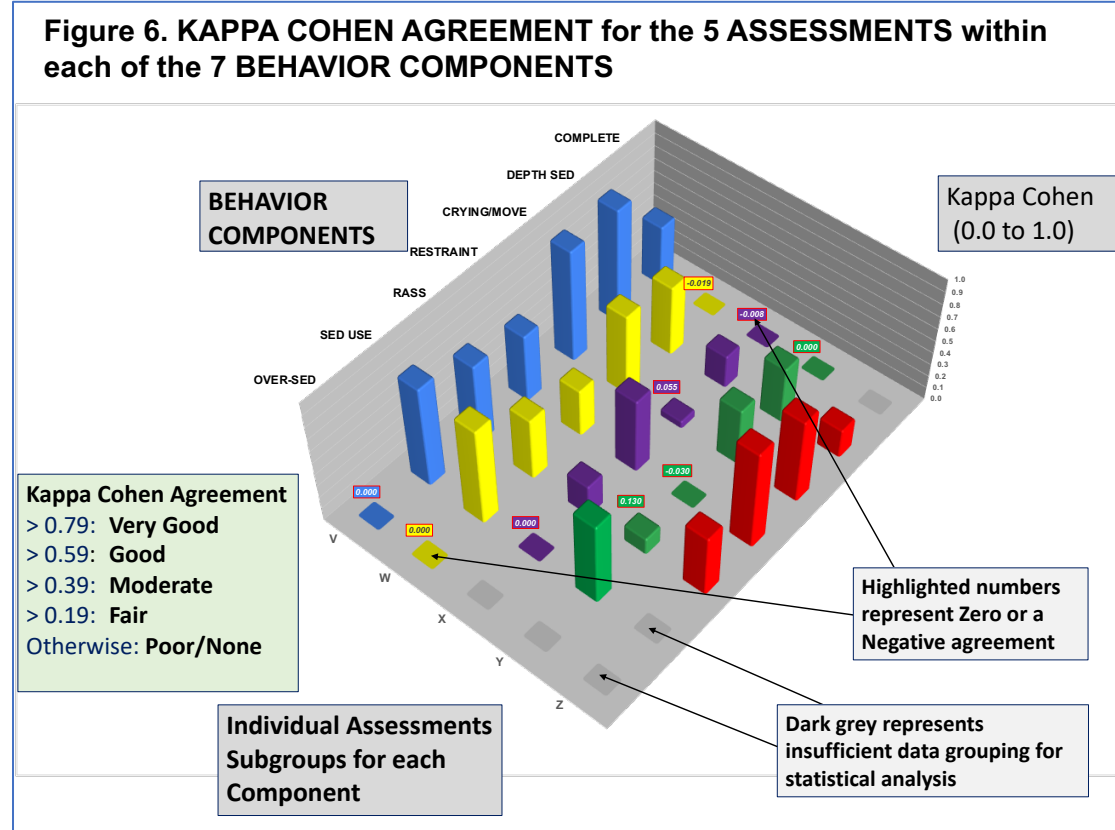 Figure 6. KAPPA COHEN AGREEMENT for the 5 ASSESSMENTS within
each of the 7 BEHAVIOR COMPONENTS
COMPLETE
DEPTH SED
CRYING/MOVE
RESTRAINT
RASS
SED USE
OVER-SED
BEHAVIOR
COMPONENTS
Kappa Cohen
(0.0 to 1.0)
1.0
0.9
0.8
0.7
0.6
0.5
0.4
0.3
0.2
0.1
0.0
-0.019
-0.008
0.000
0.055
-0.030
0.130
0.000
0.000
0.000
V
W
X
Y
Z
Kappa Cohen Agreement
> 0.79: Very Good
> 0.59: Good
> 0.39: Moderate
> 0.19: Fair
Otherwise: Poor/None
Highlighted numbers
represent Zero or a
Negative agreement
Individual Assessments
Subgroups for each
Component
Dark grey represents
insufficient data grouping for
statistical analysis